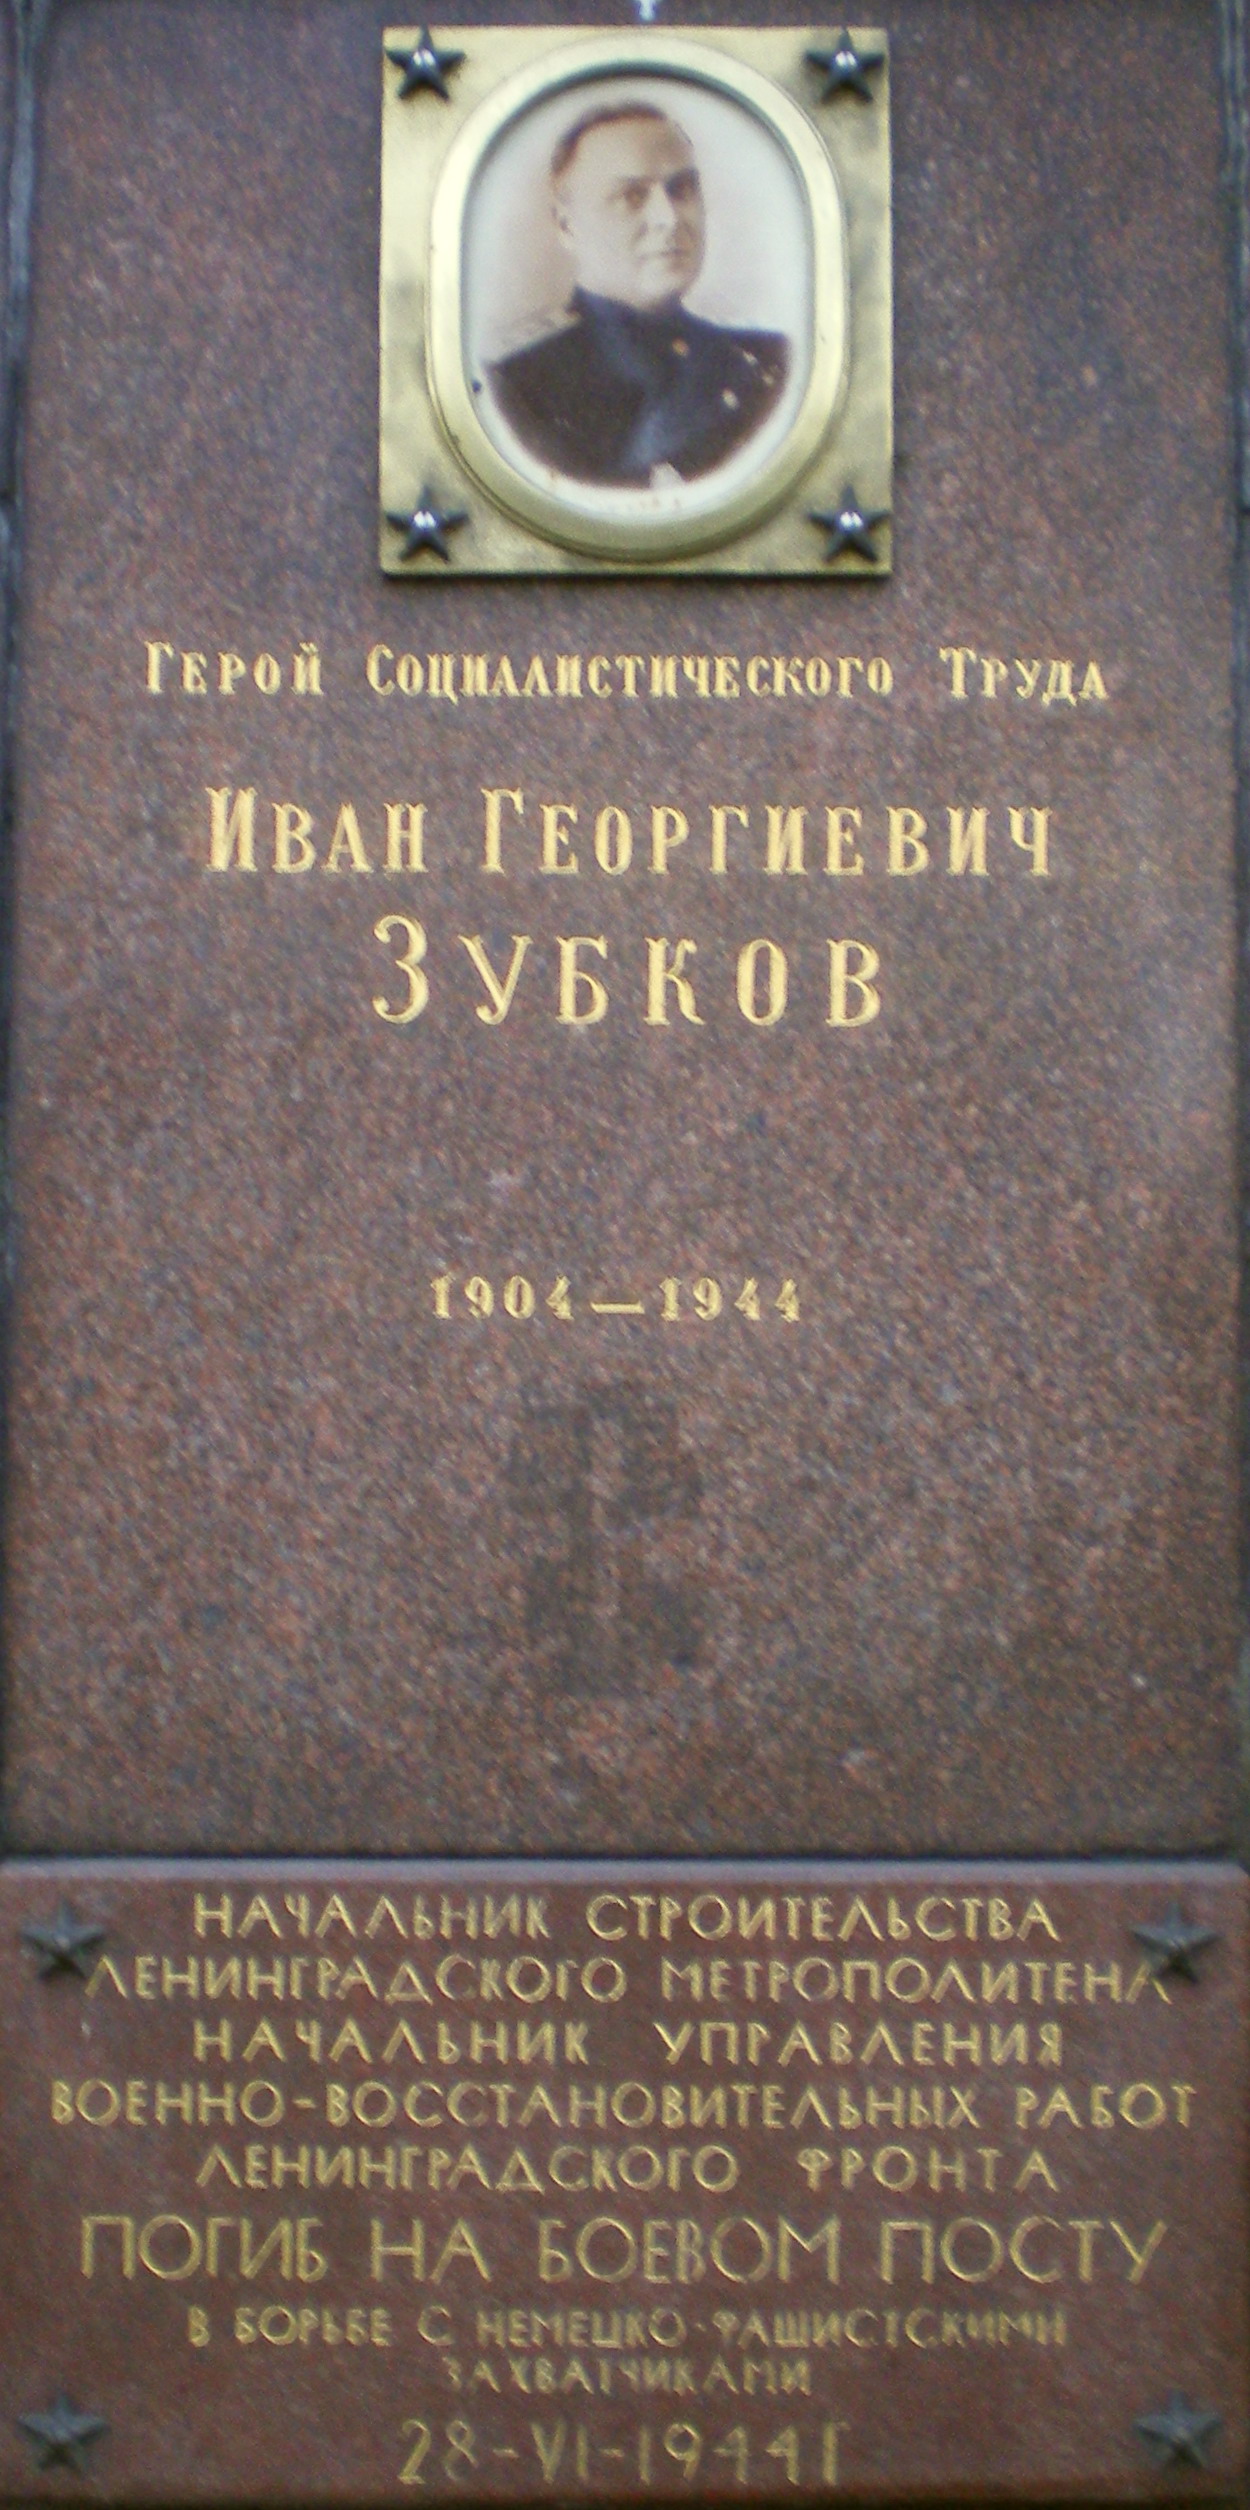 Герой Социалистического Труда
Иван Георгиевич
Зубков
1904—1944
НАЧАЛЬНИК СТРОИТЕЛЬСТВА
ЛЕНИНГРАДСКОГО МЕТРОПОЛИТЕНА
НАЧАЛЬНИК УПРАВЛЕНИЯ
ВОЕННО-ВОССТАНОВИТЕЛЬНЫХ РАБОТ
ЛЕНИНГРАДСКОГО ФРОНТА
ПОГИБ НА БОЕВОМ ПОСТУ
В БОРЬБЕ С НЕМЕЦКО-ФАШИСТСКИМИ
ЗАХВАТЧИКАМИ
28-VI-1944Г